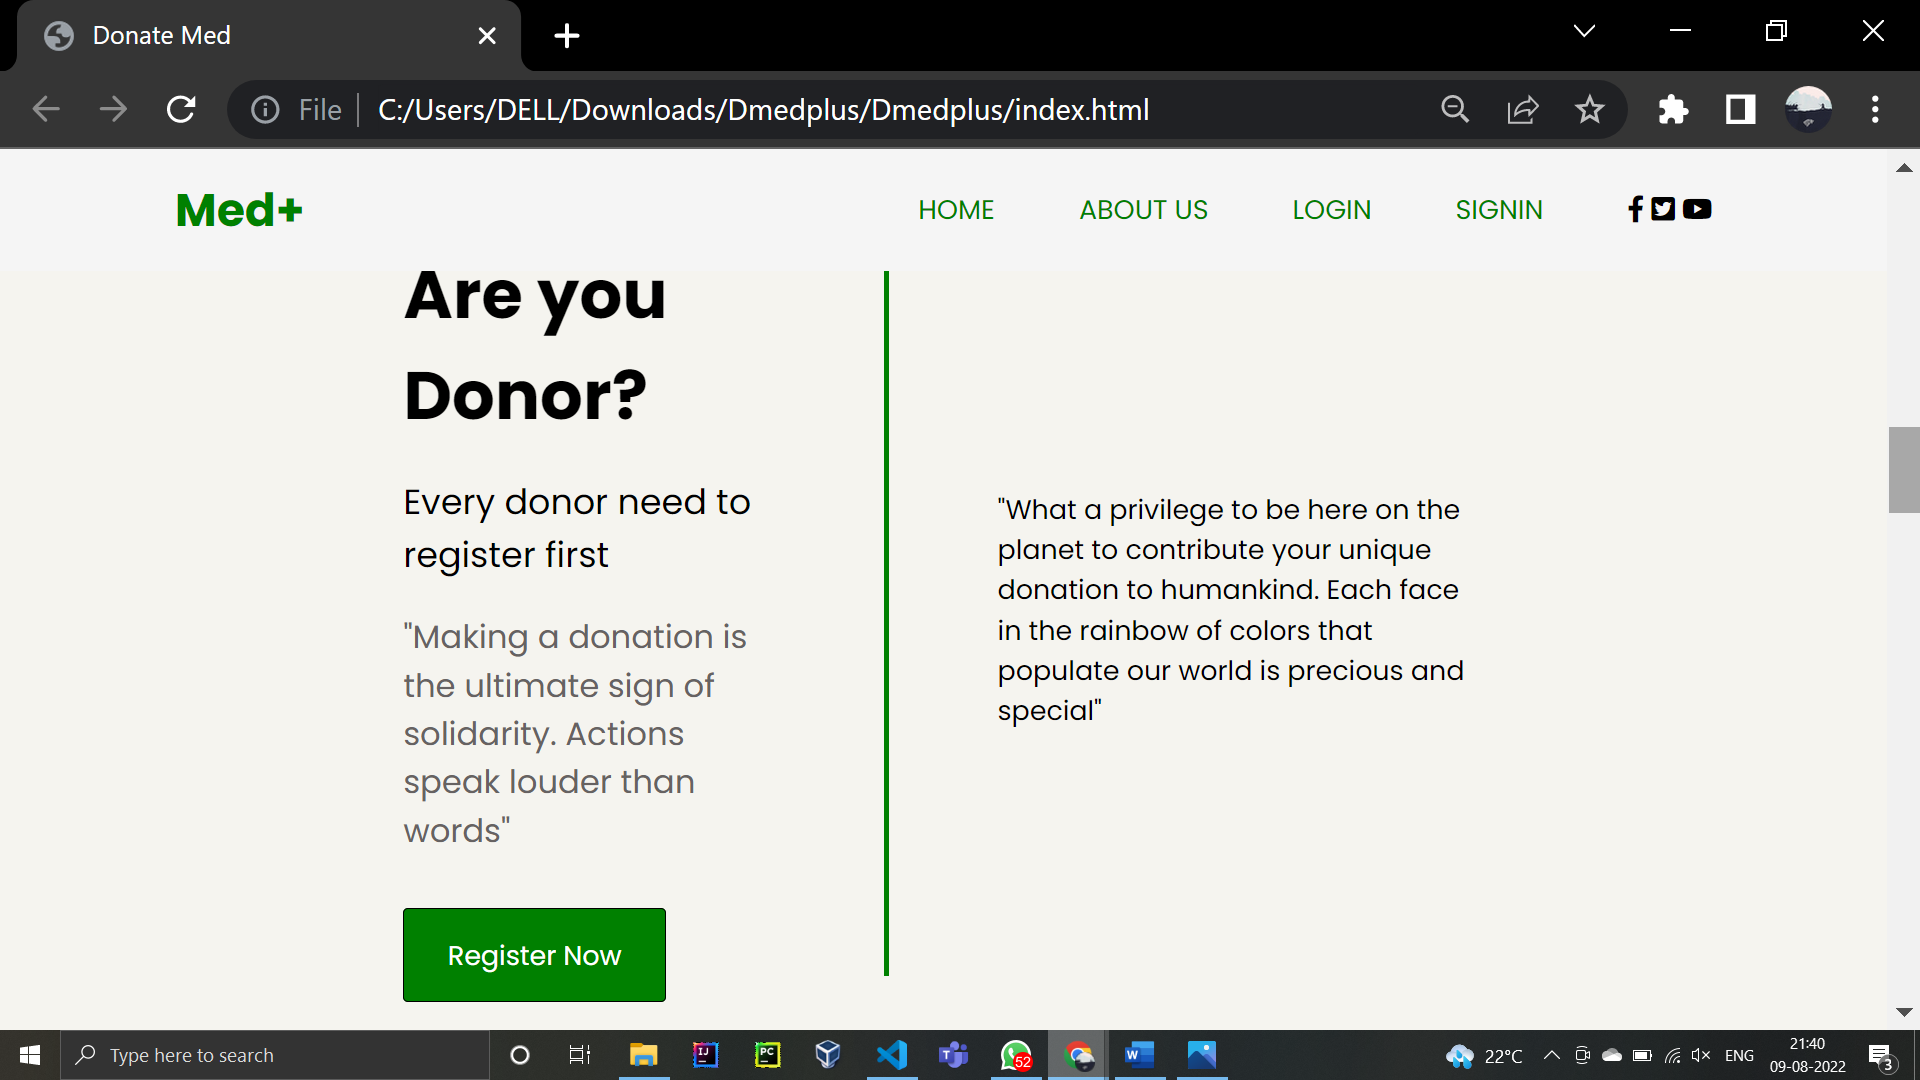 Donate Med
File
C:/Users/DELL/Downloads/Dmedplus/Dmedplus/index.html
Med+
HOME
ABOUT US
LOGIN
SIGNIN
Are you
Donor?
Every donor need to
register first
"Making a donation is
the ultimate sign of
solidarity. Actions
speak louder than
words"
Register Now
"What a privilege to be here on the
planet to contribute your unique
donation to humankind. Each face
in the rainbow of colors that
populate our world is precious and
special"
Type here to search
IJ
PC
T
52
W
22°C
ENG
21:40
09-08-2022
3